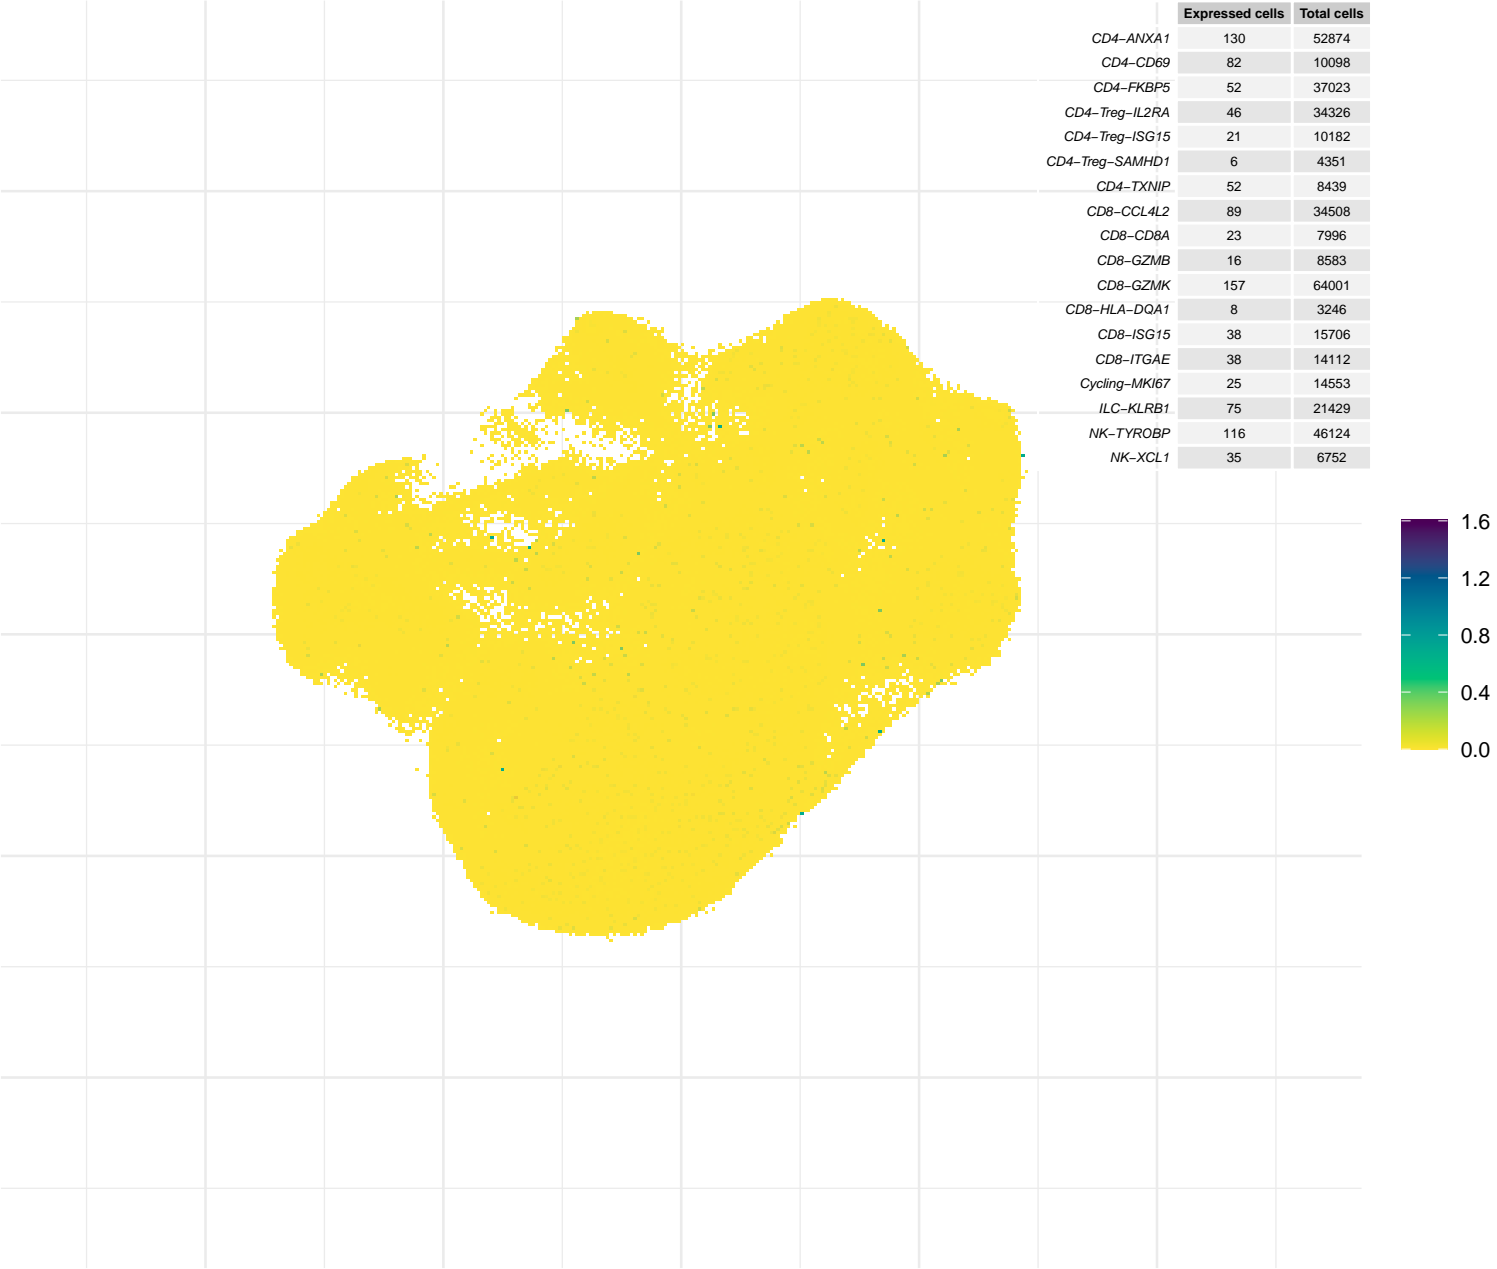 Expressed cells Total cells
CD4−ANXA1 130 52874
CD4−CD69 82 10098
CD4−FKBP5 52 37023
CD4−Treg−IL2RA 46 34326
CD4−Treg−ISG15 21 10182
CD4−Treg−SAMHD1 6 4351
CD4−TXNIP 52 8439
CD8−CCL4L2 89 34508
CD8−CD8A 23 7996
CD8−GZMB 16 8583
CD8−GZMK 157 64001
CD8−HLA−DQA1 8 3246
CD8−ISG15 38 15706
CD8−ITGAE 38 14112
Cycling−MKI67 25 14553
ILC−KLRB1 75 21429
NK−TYROBP 116 46124
NK−XCL1 35 6752
1.6
1.2
0.8
0.4
0.0